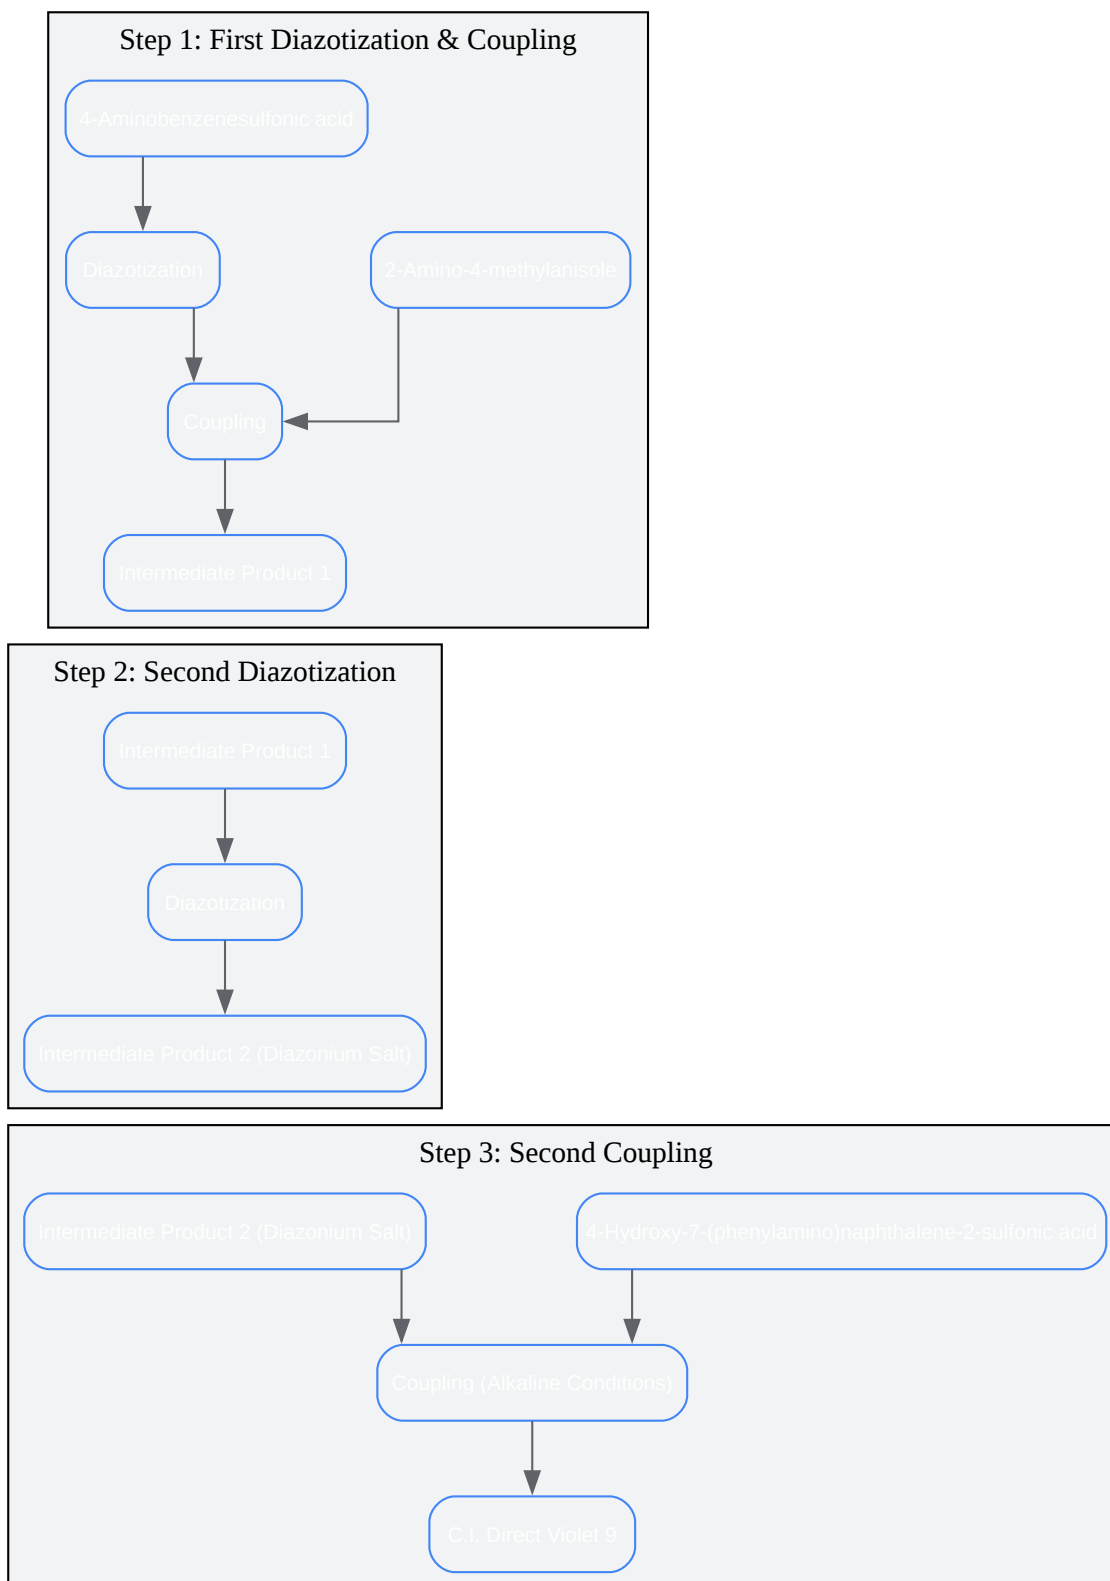 Step 1: First Diazotization & Coupling
4-Aminobenzenesulfonic acid
Diazotization
2-Amino-4-methylanisole
Coupling
Intermediate Product 1
Step 2: Second Diazotization
Intermediate Product 1
Diazotization
Intermediate Product 2 (Diazonium Salt)
Step 3: Second Coupling
Intermediate Product 2 (Diazonium Salt)
4-Hydroxy-7-(phenylamino)naphthalene-2-sulfonic acid
Coupling (Alkaline Conditions)
C.I. Direct Violet 9